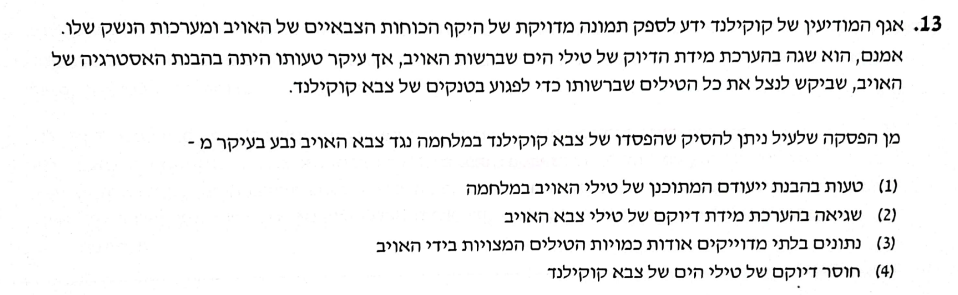 13. אגף המודיעין של קוקילנד ידע לספק תמונה מדויקת של היקף הכוחות הצבאיים של האויב ומערכות הנשק שלו.
אמנם, הוא שגה בהערכת מידת הדיוק של טילי הים שברשות האויב, אך עיקר טעותו היתה בהבנת האסטרגיה של
האויב, שביקש לנצל את כל הטילים שברשותו כדי לפגוע בטנקים של צבא קוקילנד.
מן הפסקה שלעיל ניתן להסיק שהפסדו של צבא קוקילנד במלחמה נגד צבא האויב נבע בעיקר מ -
(1) טעות בהבנת ייעודם המתוכנן של טילי האויב במלחמה
(2) שגיאה בהערכת מידת דיוקם של טילי צבא האויב
(3) נתונים בלתי מדוייקים אודות כמויות הטילים המצויות בידי האויב
(4) חוסר דיוקם של טילי הים של צבא קוקילנד